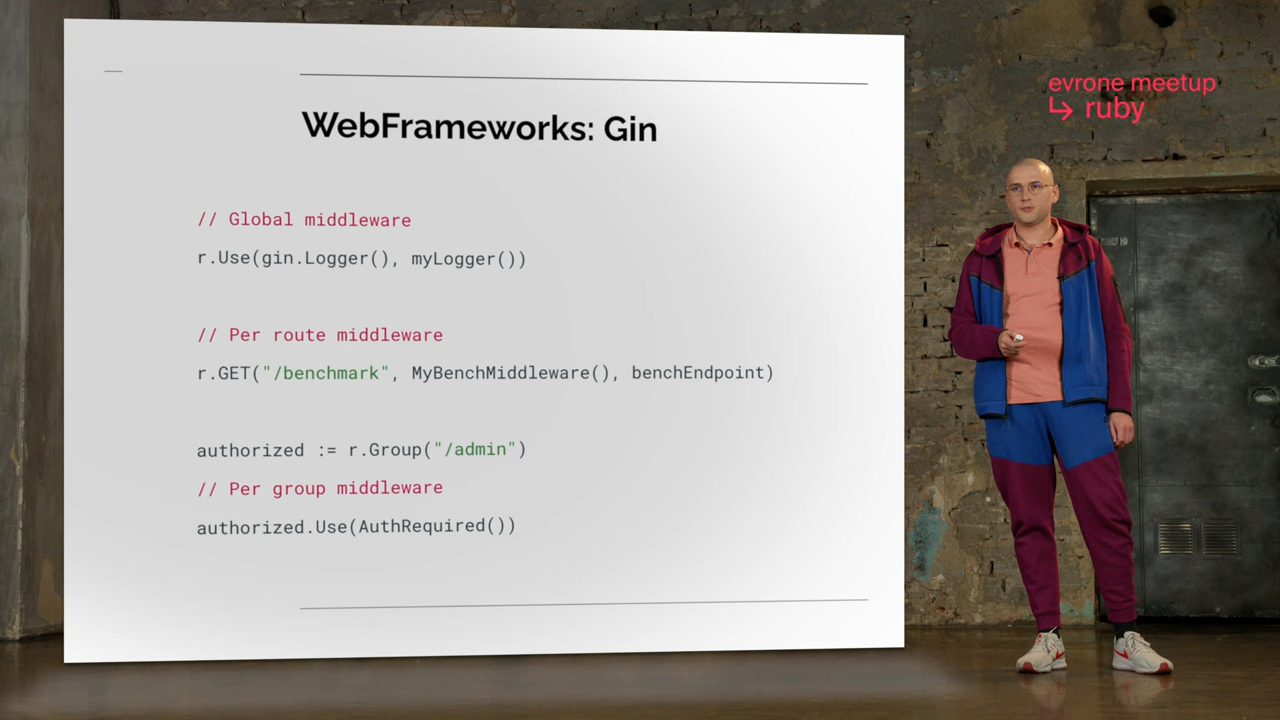 WebFrameworks: Gin
// Global middleware
r.Use(gin.Logger(), myLogger())
// Per route middleware
r.GET("/benchmark", MyBenchMiddleware(), benchEndpoint)
authorized := r.Group("/admin")
// Per group middleware
authorized.Use(AuthRequired())
evrone meetup
↳ ruby